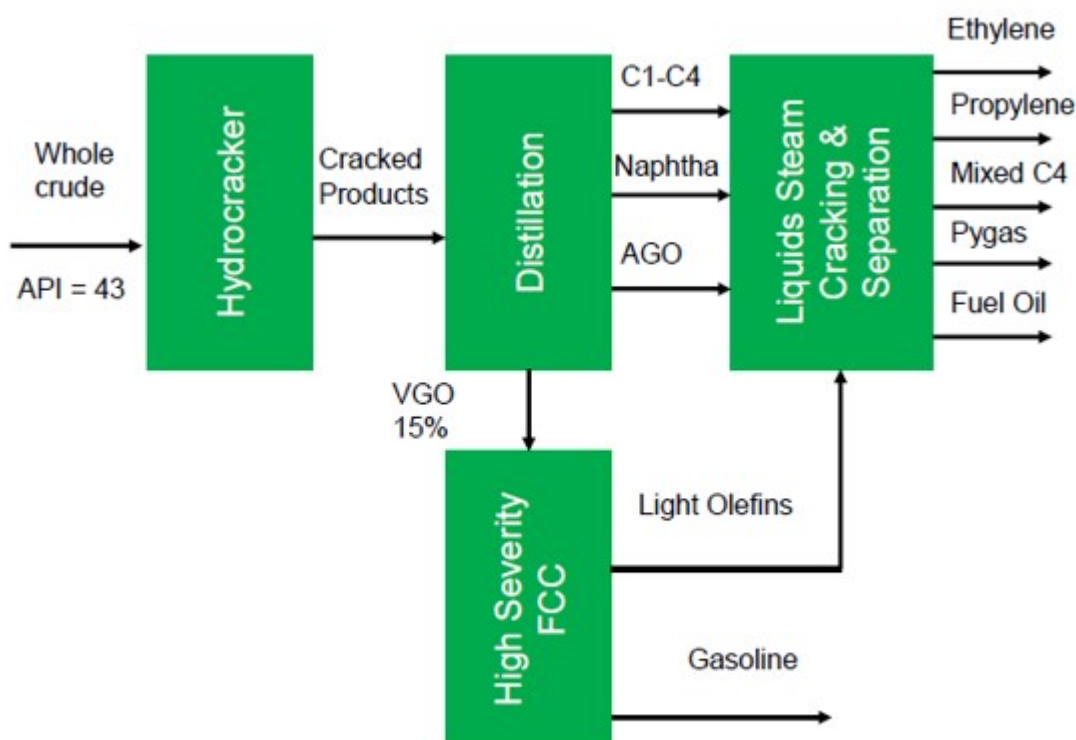 Whole
crude
API = 43
Hydrocracker
Cracked
Products
Distillation
C1-C4
Naphtha
AGO
Liquids Steam
Cracking &
Separation
Ethylene
Propylene
Mixed C4
Pygas
Fuel Oil
VGO
15%
High Severity
FCC
Light Olefins
Gasoline